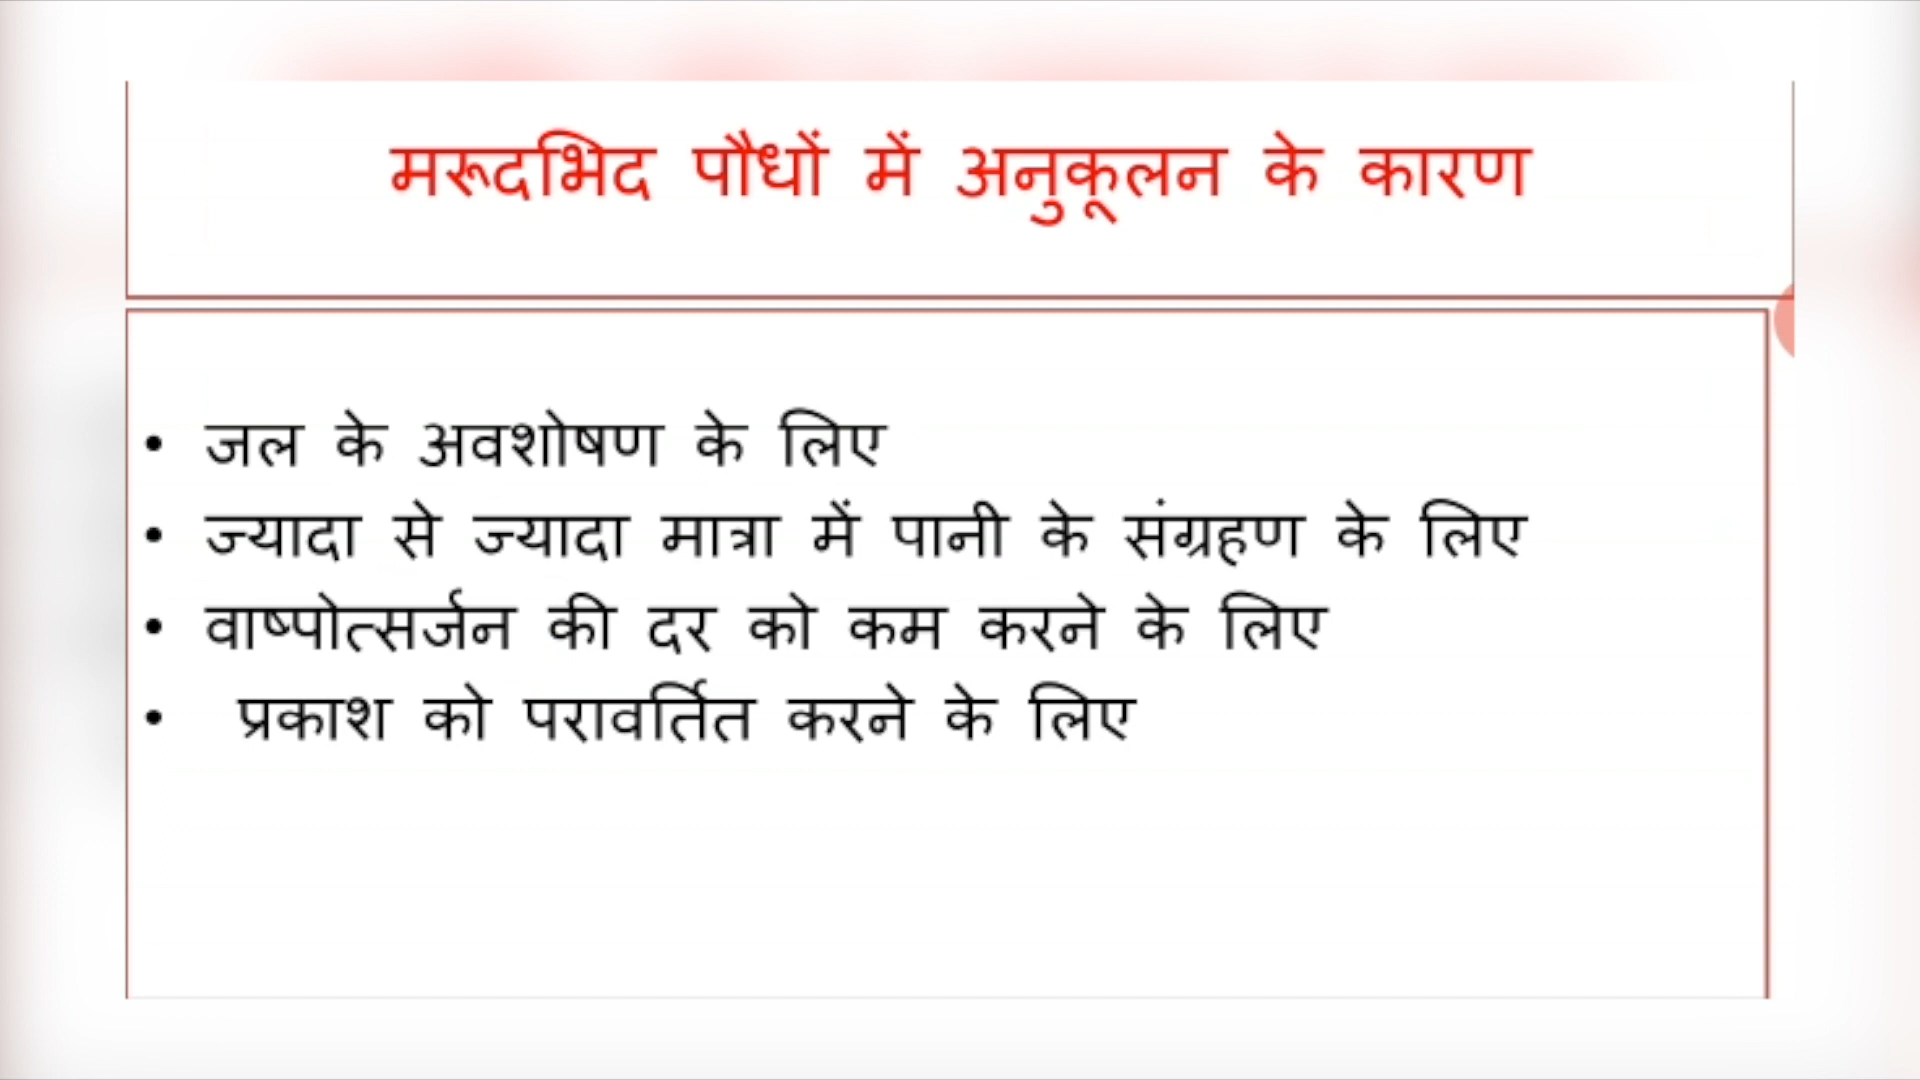 मरूदभिद पौधों में अनुकूलन के कारण
• जल के अवशोषण के लिए
• ज्यादा से ज्यादा मात्रा में पानी के संग्रहण के लिए
• वाष्पोत्सर्जन की दर को कम करने के लिए
• प्रकाश को परावर्तित करने के लिए